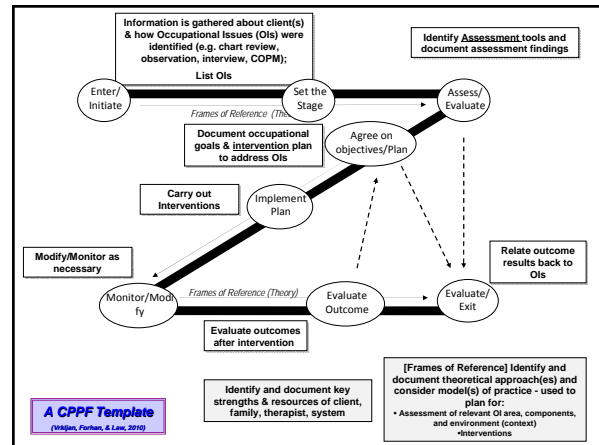 Information is gathered about client(s)
& how Occupational Issues (OIs) were
identified (e.g. chart review,
observation, interview, COPM);
List OIs
Identify Assessment tools and
document assessment findings
Enter/
Initiate
Set the
Stage
Assess/
Evaluate
Frames of Reference (Theory)
Document occupational
goals & intervention plan
to address OIs
Agree on
objectives/Plan
Carry out
Interventions
Implement
Plan
Modify/Monitor as
necessary
Relate outcome
results back to
OIs
Monitor/Modi
fy
Frames of Reference (Theory)
Evaluate
Outcome
Evaluate/
Exit
Evaluate outcomes
after intervention
Identify and document key
strengths & resources of client,
family, therapist, system
[Frames of Reference] Identify and
document theoretical approach(es) and
consider model(s) of practice - used to
plan for:
• Assessment of relevant OI area, components,
and environment (context)
•Interventions
A CPPF Template
(Vrkljan, Forhan, & Law, 2010)